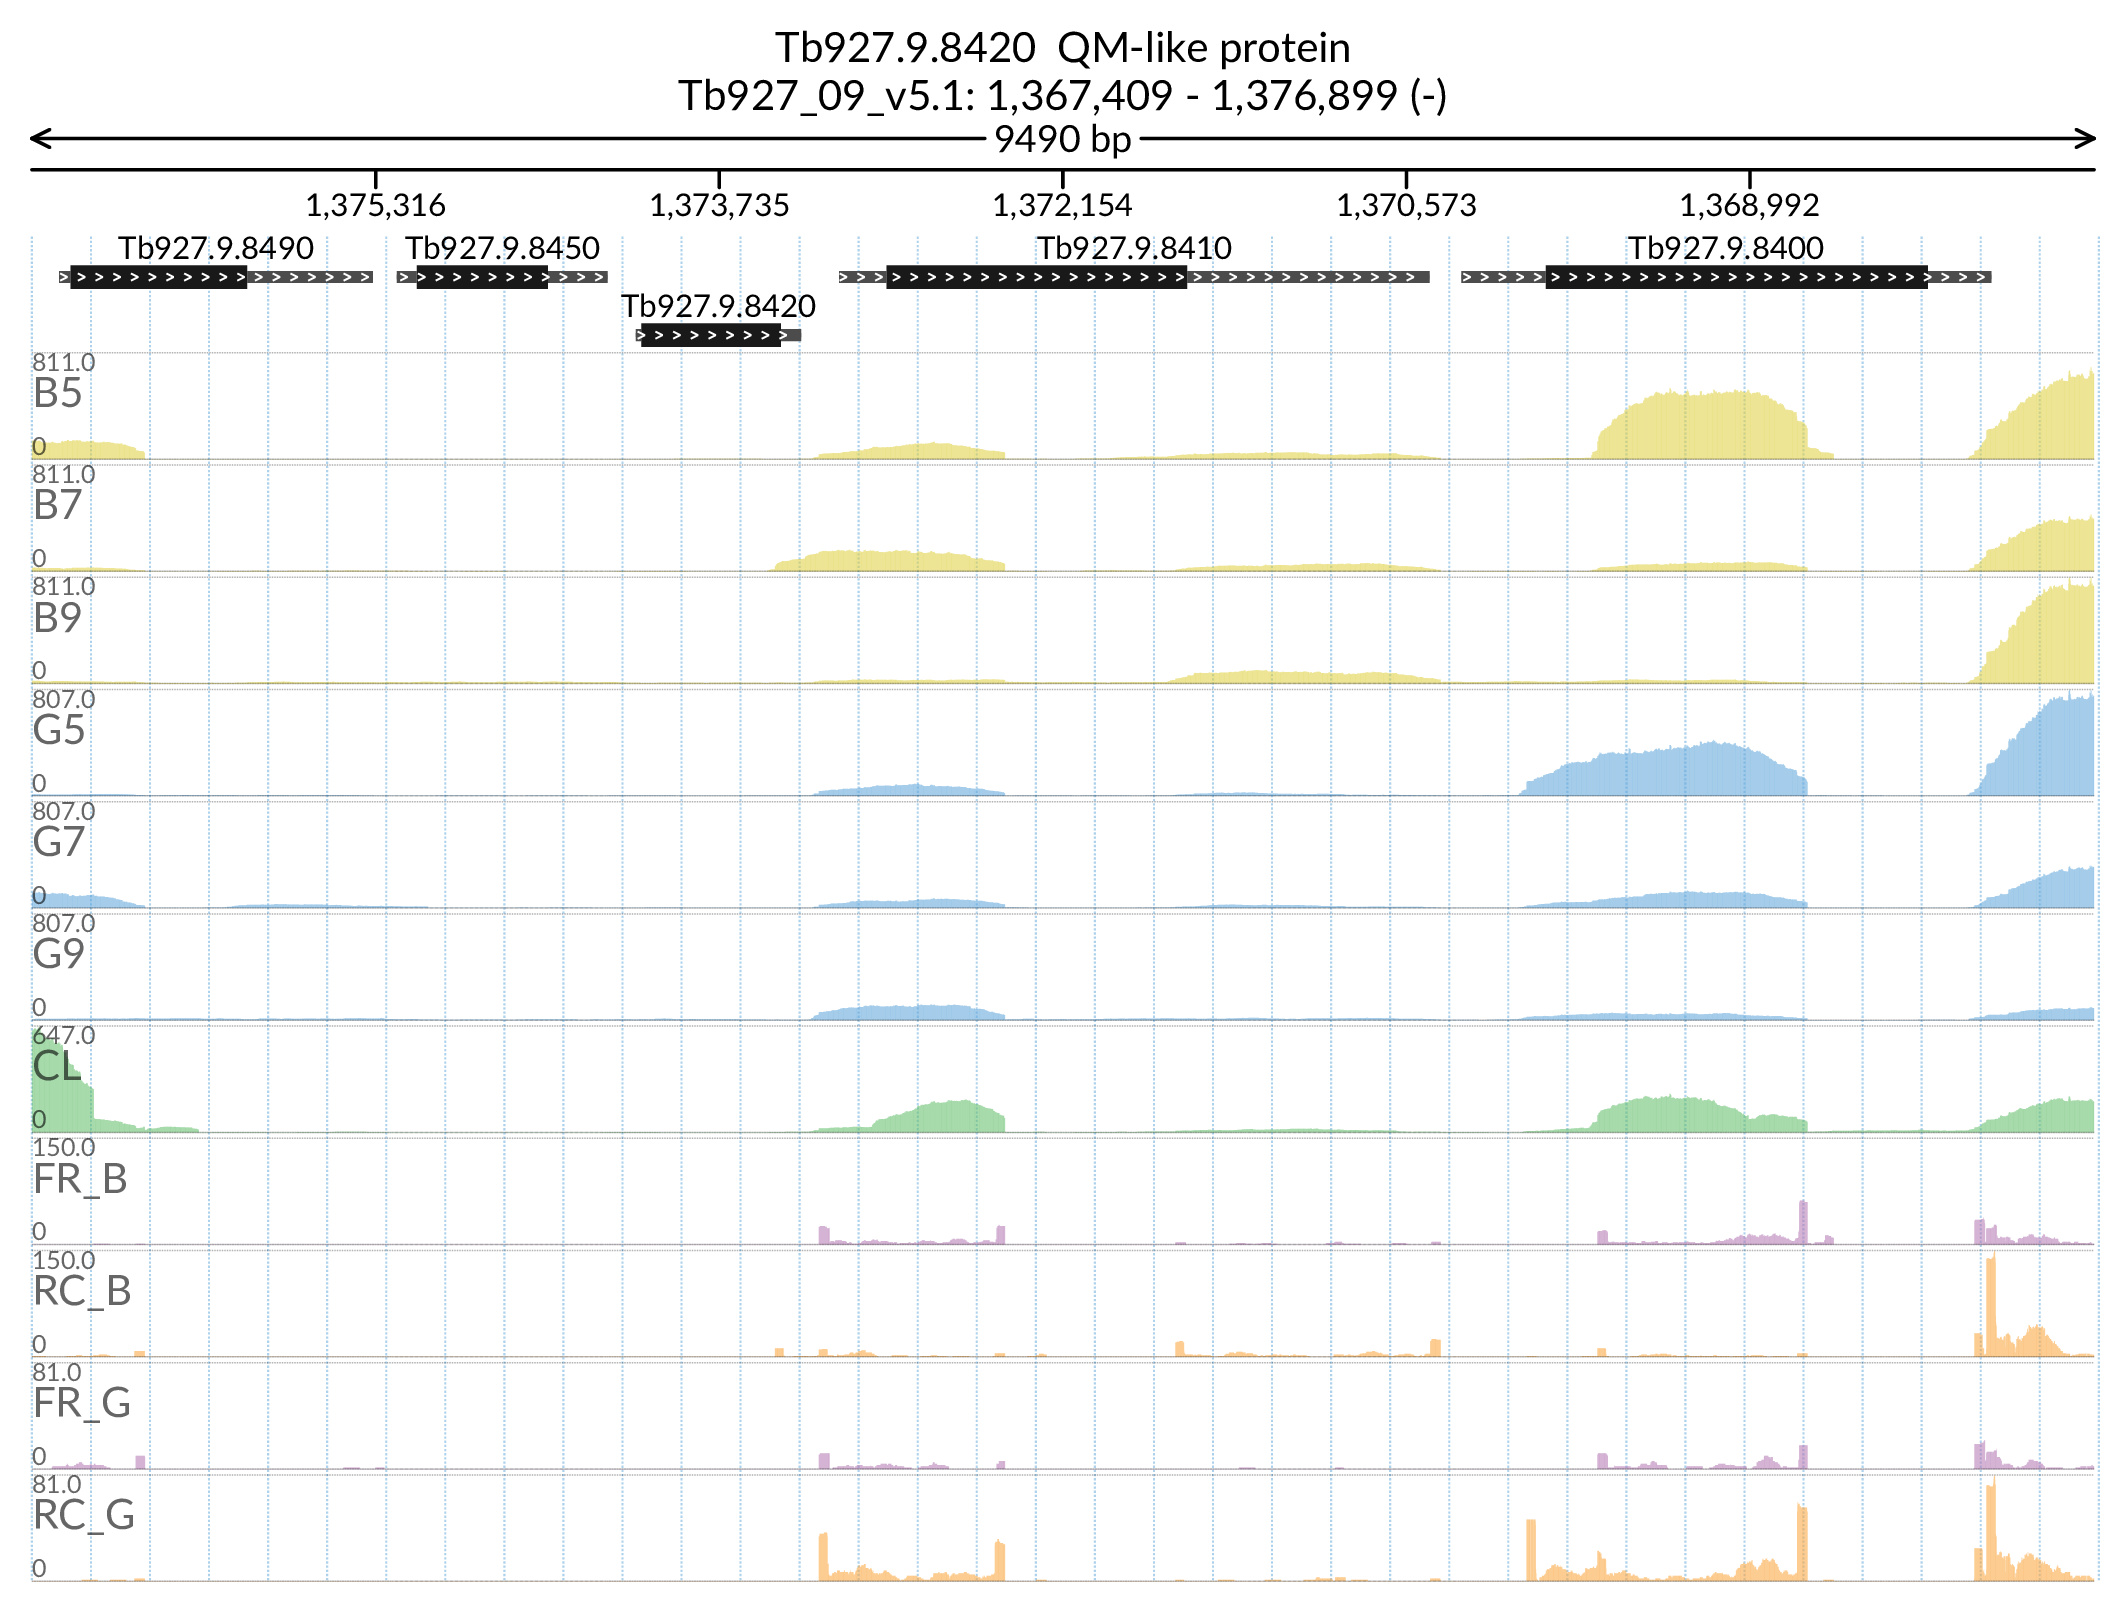 Tb927.9.8420  QM-like protein
Tb927_09_v5.1: 1,367,409 - 1,376,899 (-)
9490 bp
1,375,316 1,373,735 1,372,154 1,370,573 1,368,992
Tb927.9.8490 Tb927.9.8450 Tb927.9.8410 Tb927.9.8400
Tb927.9.8420
811.0
B5
0
811.0
B7
0
811.0
B9
0
807.0
G5
0
807.0
G7
0
807.0
G9
0
647.0
CL
0
150.0
FR_B
0
150.0
RC_B
0
81.0
FR_G
0
81.0
RC_G
0